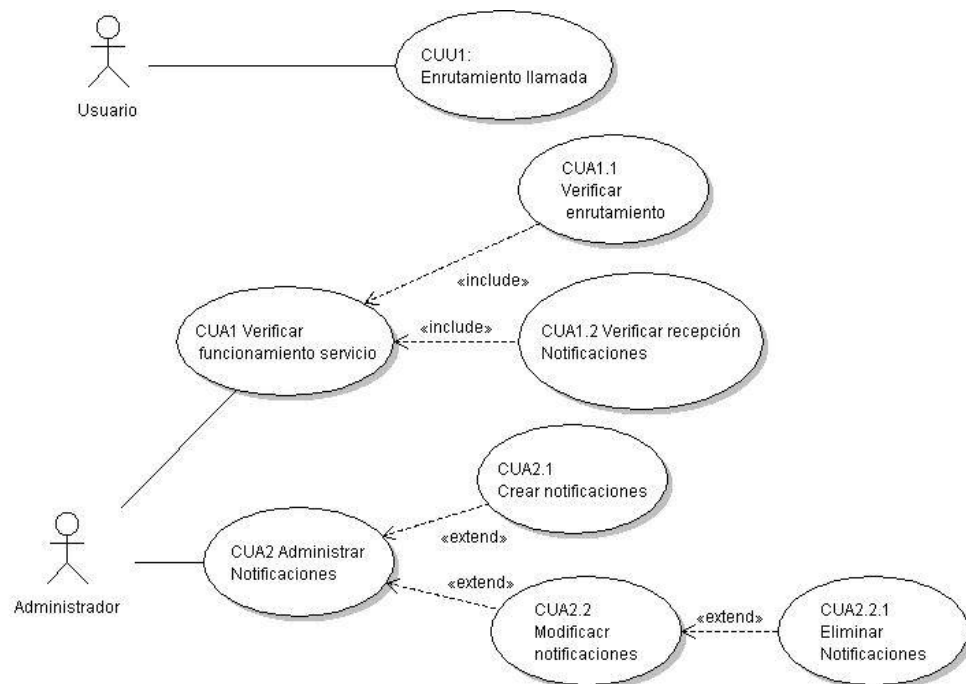 CUU1:
Enrutamiento llamada
Usuario
CUA1.1
Verificar
enrutamiento
«include»
CUA1 Verificar
funcionamiento servicio
«include»
CUA1.2 Verificar recepción
Notificaciones
CUA2.1
Crear notificaciones
«extend»
CUA2 Administrar
Notificaciones
Administrador
«extend»
CUA2.2
Modificacr
notificaciones
«extend»
CUA2.2.1
Eliminar
Notificaciones